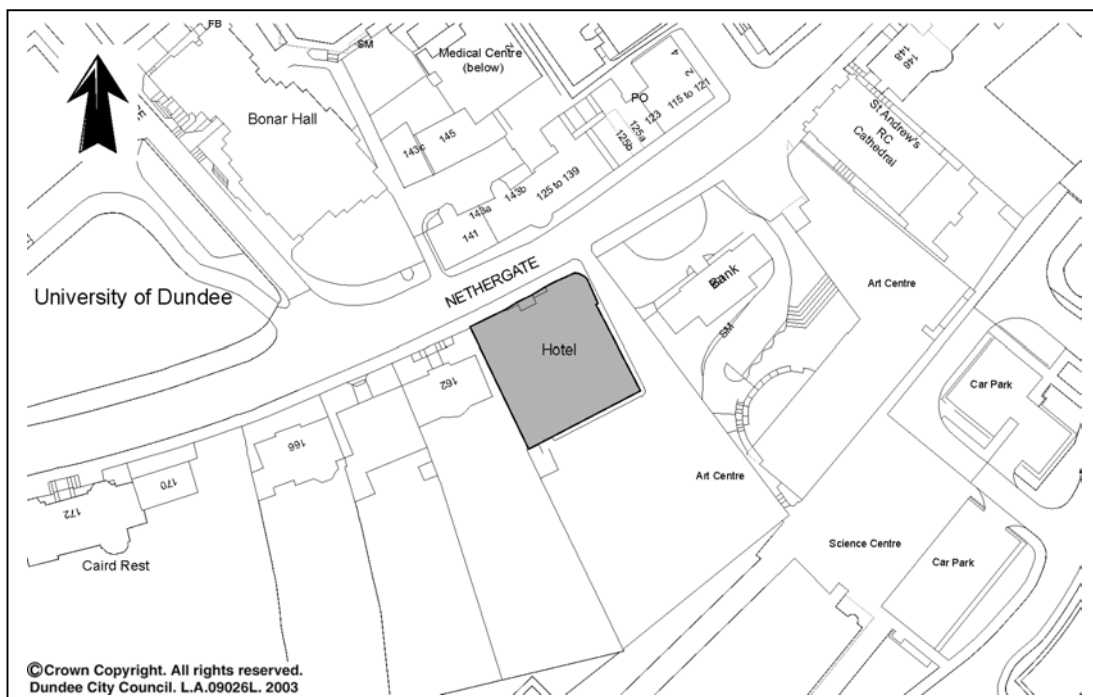 FB
SM
Medical Centre
(below)
2
4
2
PO
115 to 121
123
125a
125b
148
146
St Andrew's
RC
Cathedral
Bonar Hall
145
143c
125 to 139
143b
143a
141
NETHERGATE
University of Dundee
Bank
SM
Art Centre
Hotel
162
Car Park
166
170
172
Art Centre
Caird Rest
Science Centre
Car Park
©Crown Copyright. All rights reserved.
Dundee City Council. L.A.09026L. 2003